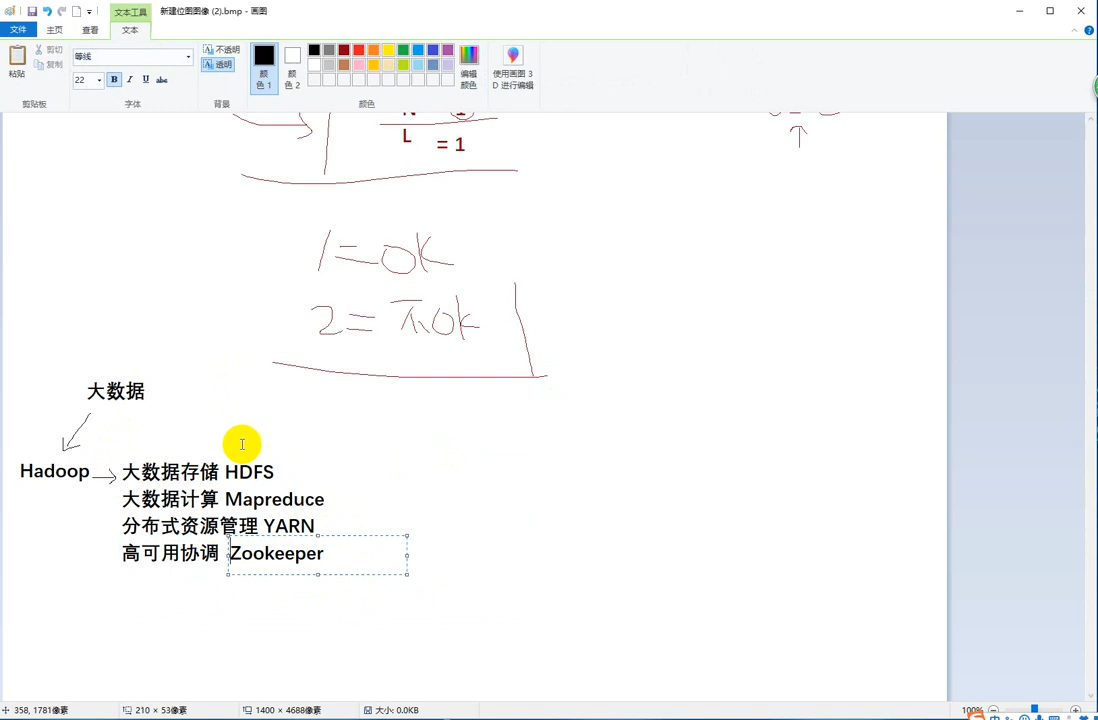 文本工具 新建位图图像 (2).bmp - 画图
文件 主页 查看 文本
粘贴 剪切 复制
等线
22 B I U abc
不透明
透明
颜色 1
颜色 2
编辑颜色
使用画图 3D 进行编辑
剪贴板 字体 背景 颜色
L = 1
1=OK
2=不OK
大数据
Hadoop 大数据存储 HDFS
大数据计算 Mapreduce
分布式资源管理 YARN
高可用协调 Zookeeper
358, 1781像素 210 × 53像素 1400 × 4688像素 大小: 0.0KB 100%